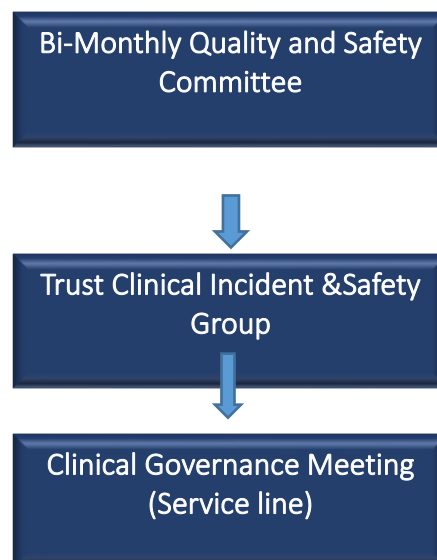 Bi-Monthly Quality and Safety
Committee
Trust Clinical Incident &Safety
Group
Clinical Governance Meeting
(Service line)